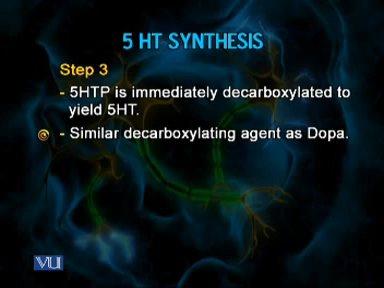 5 HT SYNTHESIS
Step 3
- 5HTP is immediately decarboxylated to
yield 5HT.
- Similar decarboxylating agent as Dopa.
VU